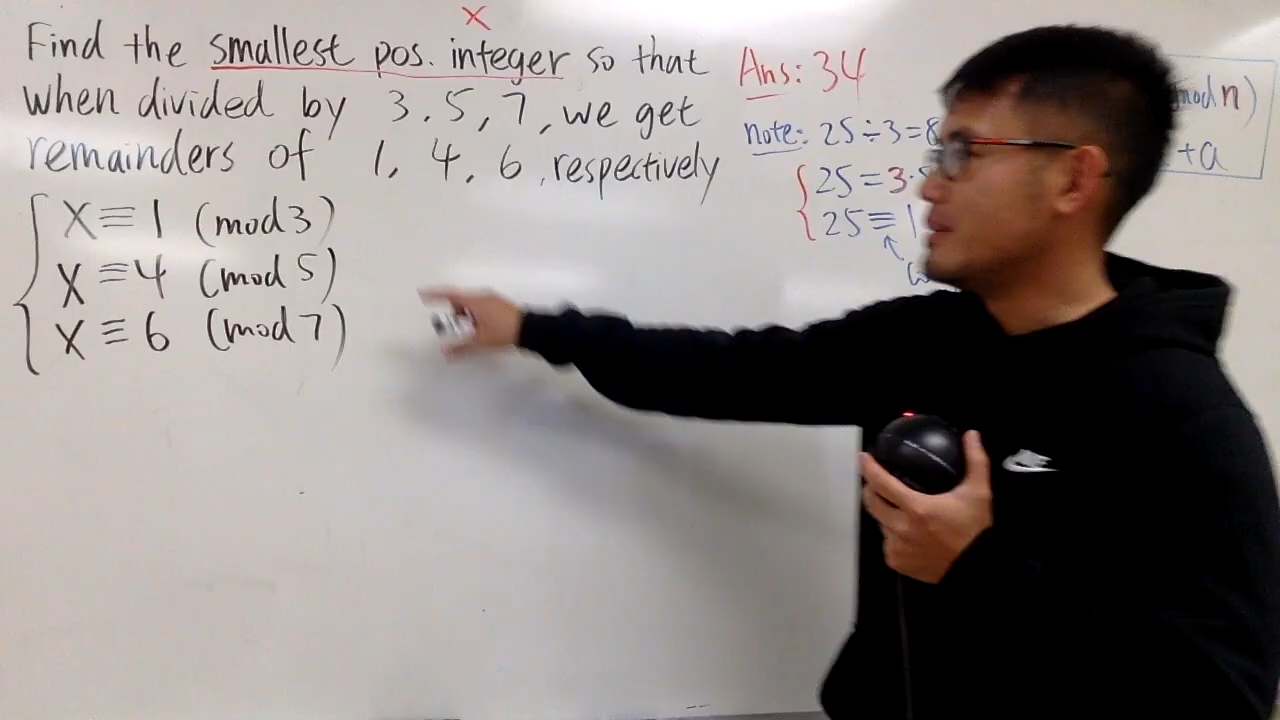 x
Find the smallest pos. integer so that
when divided by 3, 5, 7, we get
remainders of 1, 4, 6, respectively
x ≡ 1 (mod 3)
x ≡ 4 (mod 5)
x ≡ 6 (mod 7)
Ans: 34
note: 25 ÷ 3 = 8
25 = 3·
25 ≡ 1
mod n)
+a